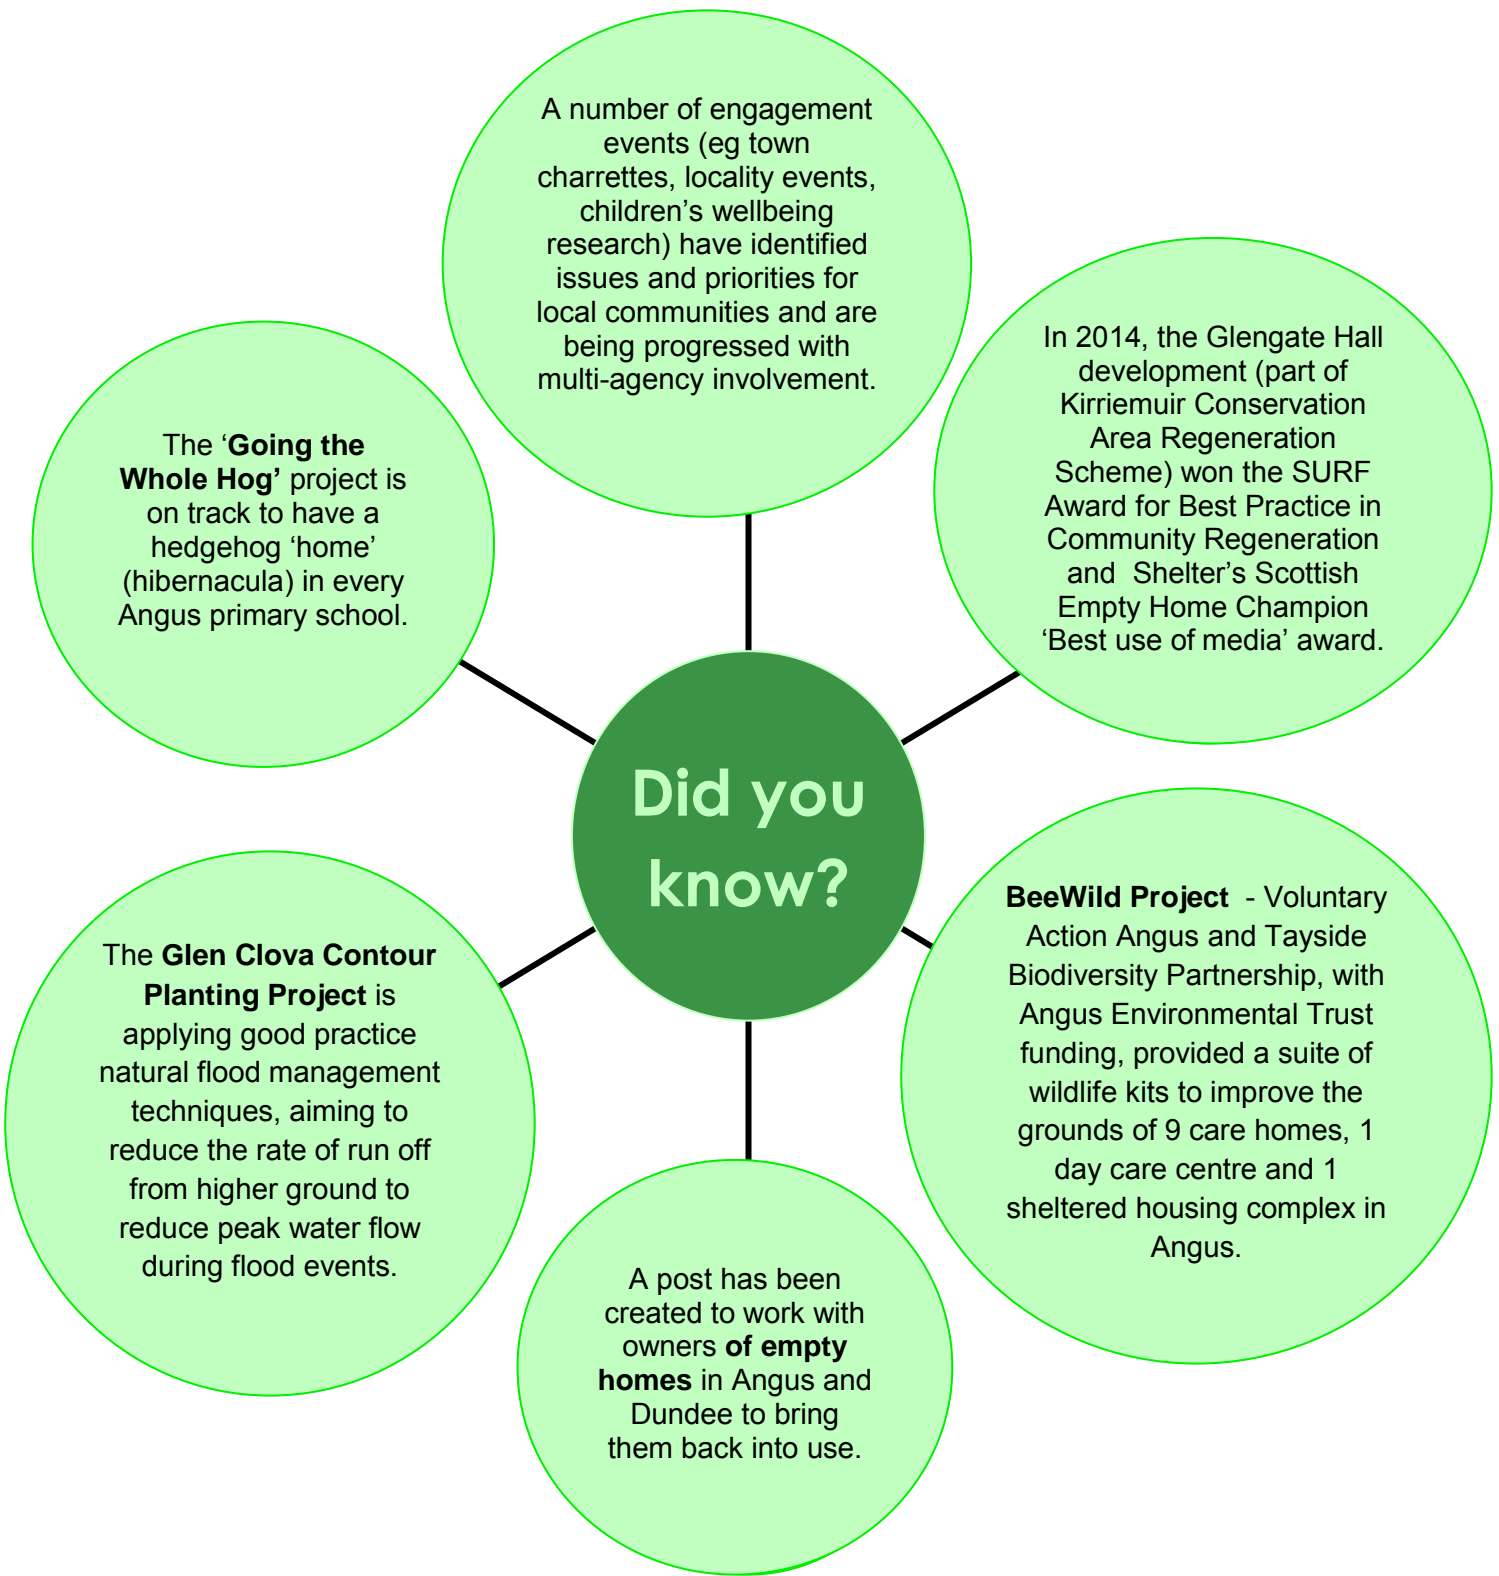 A number of engagement
events (eg town
charrettes, locality events,
children’s wellbeing
research) have identified
issues and priorities for
local communities and are
being progressed with
multi-agency involvement.
In 2014, the Glengate Hall
development (part of
Kirriemuir Conservation
Area Regeneration
Scheme) won the SURF
Award for Best Practice in
Community Regeneration
and  Shelter’s Scottish
Empty Home Champion
‘Best use of media’ award.
The ‘Going the
Whole Hog’ project is
on track to have a
hedgehog ‘home’
(hibernacula) in every
Angus primary school.
Did you
know?
BeeWild Project  - Voluntary
Action Angus and Tayside
Biodiversity Partnership, with
Angus Environmental Trust
funding, provided a suite of
wildlife kits to improve the
grounds of 9 care homes, 1
day care centre and 1
sheltered housing complex in
Angus.
The Glen Clova Contour
Planting Project is
applying good practice
natural flood management
techniques, aiming to
reduce the rate of run off
from higher ground to
reduce peak water flow
during flood events.
A post has been
created to work with
owners of empty
homes in Angus and
Dundee to bring
them back into use.